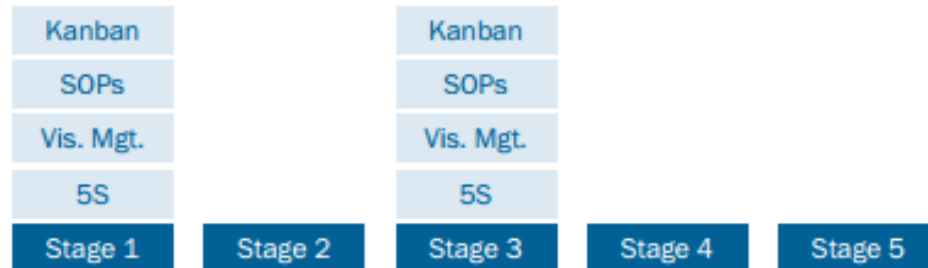 Kanban Kanban
SOPs SOPs
Vis. Mgt. Vis. Mgt.
5S 5S
Stage 1 Stage 2 Stage 3 Stage 4 Stage 5